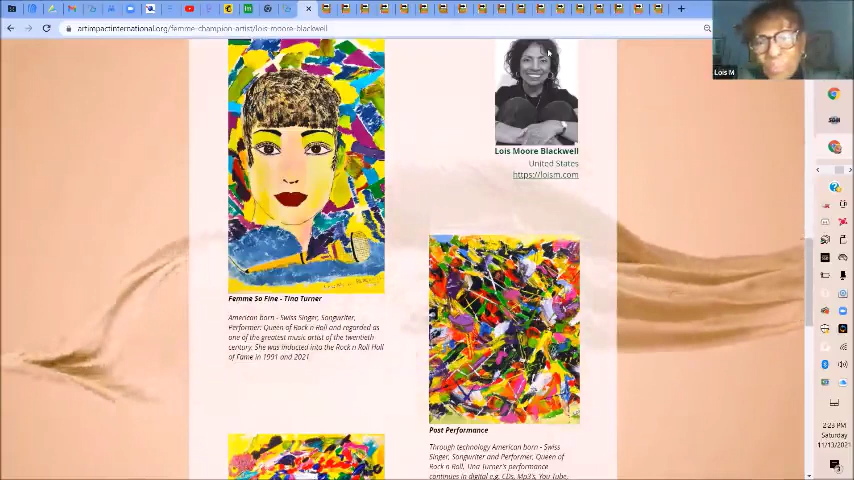 artimpactinternational.org/femme-champion-artist/lois-moore-blackwell
Lois M
Lois Moore Blackwell
United States
https://loism.com
Femme So Fine - Tina Turner
American born - Swiss Singer, Songwriter,
Performer: Queen of Rock n Roll and regarded as
one of the greatest music artist of the twentieth
century. She was inducted into the Rock n Roll Hall
of Fame in 1991 and 2021
Post Performance
Through technology American born - Swiss
Singer, Songwriter and Performer, Queen of
Rock n Roll, Tina Turner's performance
continues in digital e.g. CDs, Mp3's, You Tube,
2:23 PM
Saturday
11/13/2021